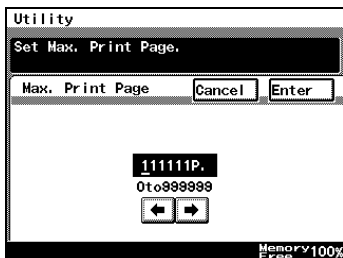 Utility
Set Max. Print Page.
Max. Print Page
Cancel
Enter
111111P.
0to999999
Memory Free 100%